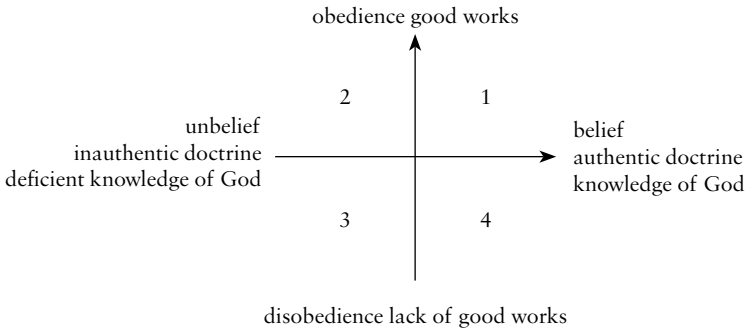 obedience good works
2
1
unbelief
inauthentic doctrine
deficient knowledge of God
belief
authentic doctrine
knowledge of God
3
4
disobedience lack of good works